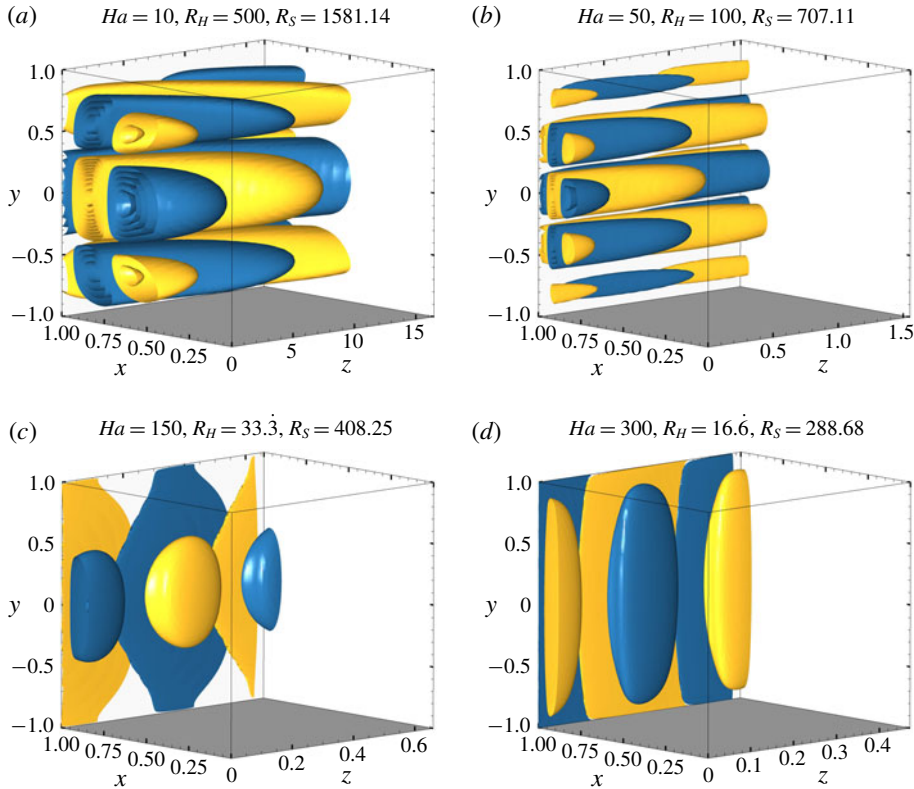 (a) Ha = 10, R_H = 500, R_S = 1581.14
1.0
0.5
y 0
−0.5
−1.0
1.00 0.75 0.50 0.25 0 5 10 15
x z
(b) Ha = 50, R_H = 100, R_S = 707.11
1.0
0.5
y 0
−0.5
−1.0
1.00 0.75 0.50 0.25 0 0.5 1.0 1.5
x z
(c) Ha = 150, R_H = 33.3̇, R_S = 408.25
1.0
0.5
y 0
−0.5
−1.0
1.00 0.75 0.50 0.25 0 0.2 0.4 0.6
x z
(d) Ha = 300, R_H = 16.6̇, R_S = 288.68
1.0
0.5
y 0
−0.5
−1.0
1.00 0.75 0.50 0.25 0 0.1 0.2 0.3 0.4
x z